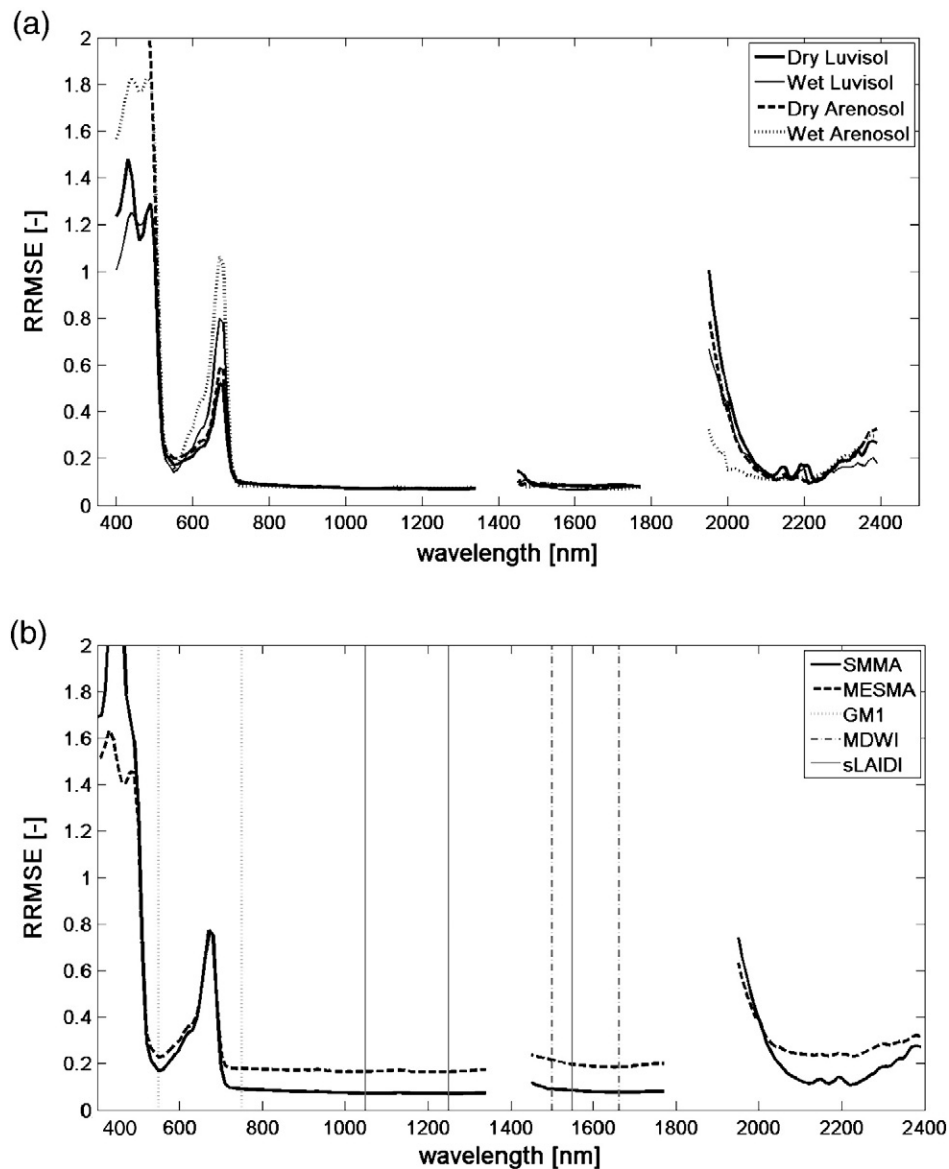 (a)
2
1.8
1.6
1.4
1.2
1
0.8
0.6
0.4
0.2
0
RRMSE [-]
Dry Luvisol
Wet Luvisol
Dry Arenosol
Wet Arenosol
400 600 800 1000 1200 1400 1600 1800 2000 2200 2400
wavelength [nm]
(b)
2
1.8
1.6
1.4
1.2
1
0.8
0.6
0.4
0.2
0
RRMSE [-]
SMMA
MESMA
GM1
MDWI
sLAIDI
400 600 800 1000 1200 1400 1600 1800 2000 2200 2400
wavelength [nm]